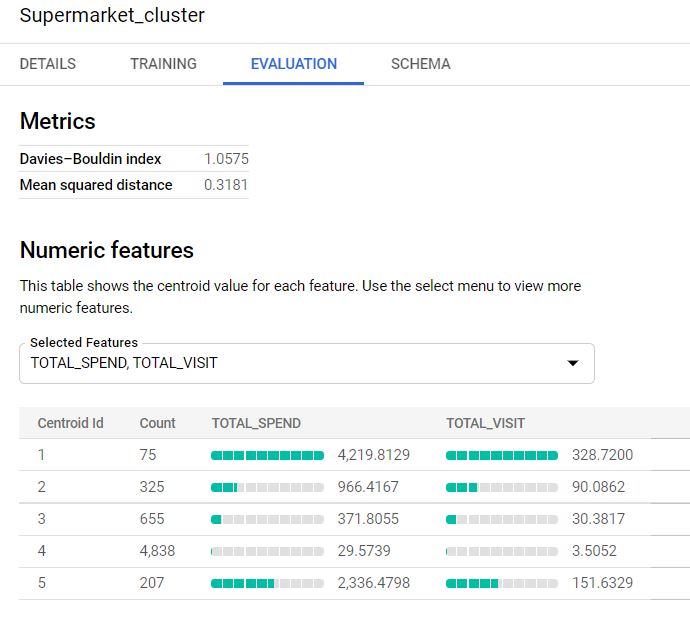 Supermarket_cluster
DETAILS TRAINING EVALUATION SCHEMA
Metrics
Davies–Bouldin index 1.0575
Mean squared distance 0.3181
Numeric features
This table shows the centroid value for each feature. Use the select menu to view more
numeric features.
Selected Features
TOTAL_SPEND, TOTAL_VISIT
Centroid Id Count TOTAL_SPEND TOTAL_VISIT
1 75 4,219.8129 328.7200
2 325 966.4167 90.0862
3 655 371.8055 30.3817
4 4,838 29.5739 3.5052
5 207 2,336.4798 151.6329